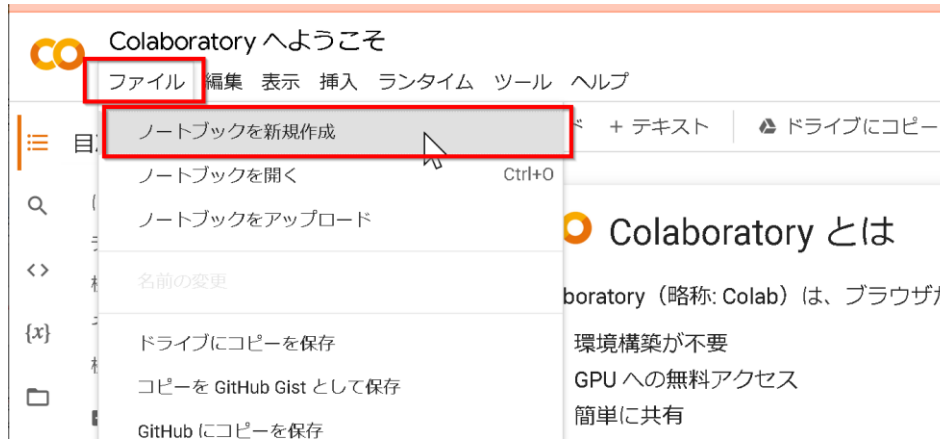 Colaboratory へようこそ
ファイル 編集 表示 挿入 ランタイム ツール ヘルプ
目
+ テキスト ドライブにコピー
ノートブックを新規作成
ノートブックを開く Ctrl+O
ノートブックをアップロード
名前の変更
ドライブにコピーを保存
コピーを GitHub Gist として保存
GitHub にコピーを保存
{x}
Colaboratory とは
boratory（略称: Colab）は、ブラウザ
環境構築が不要
GPU への無料アクセス
簡単に共有